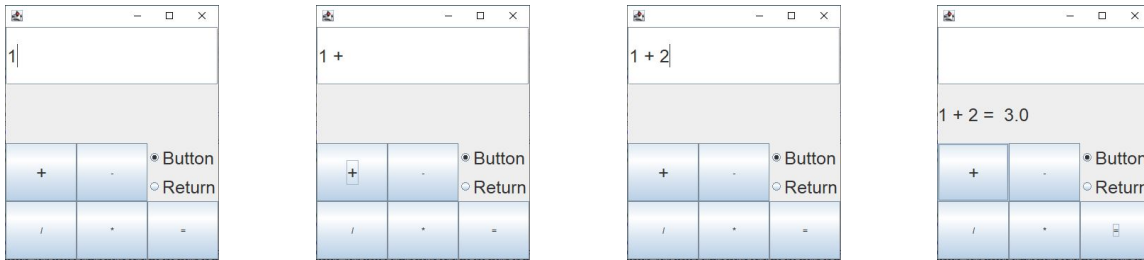 1
+ - Button
Return
/ * =
1 +
+ - Button
Return
/ * =
1 + 2
+ - Button
Return
/ * =
1 + 2 = 3.0
+ - Button
Return
/ * =